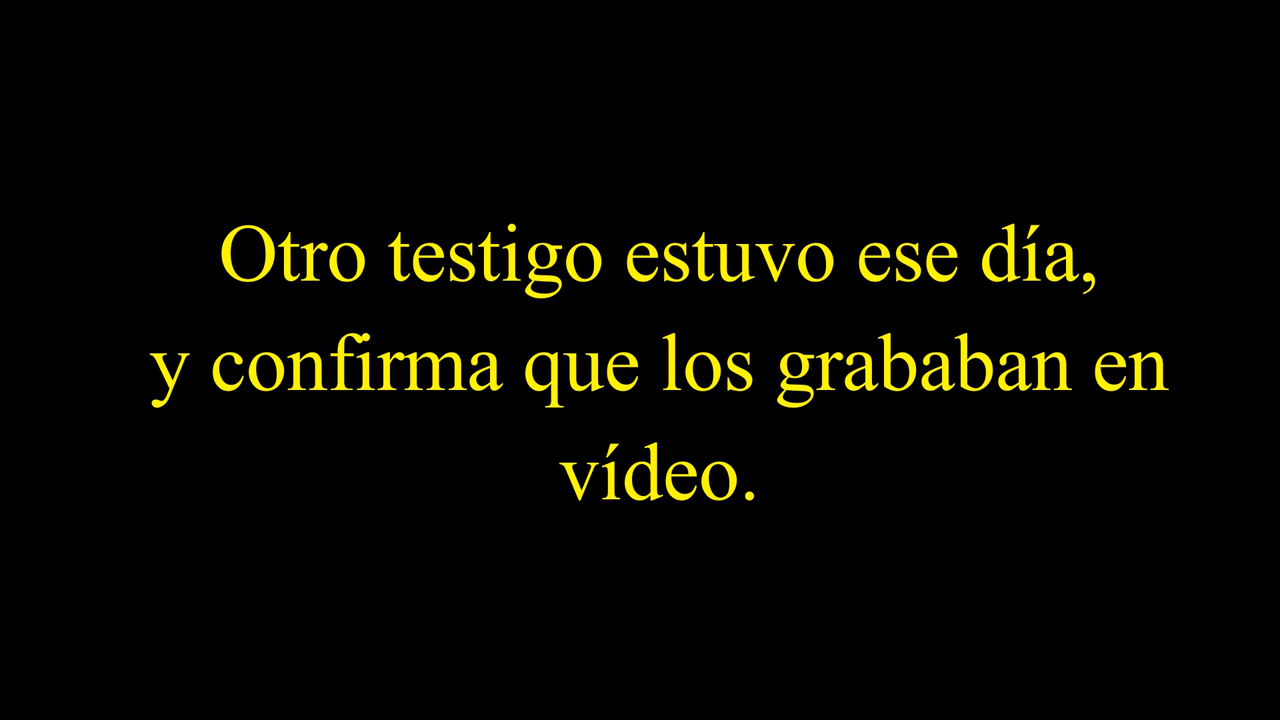 Otro testigo estuvo ese día,
y confirma que los grababan en
vídeo.